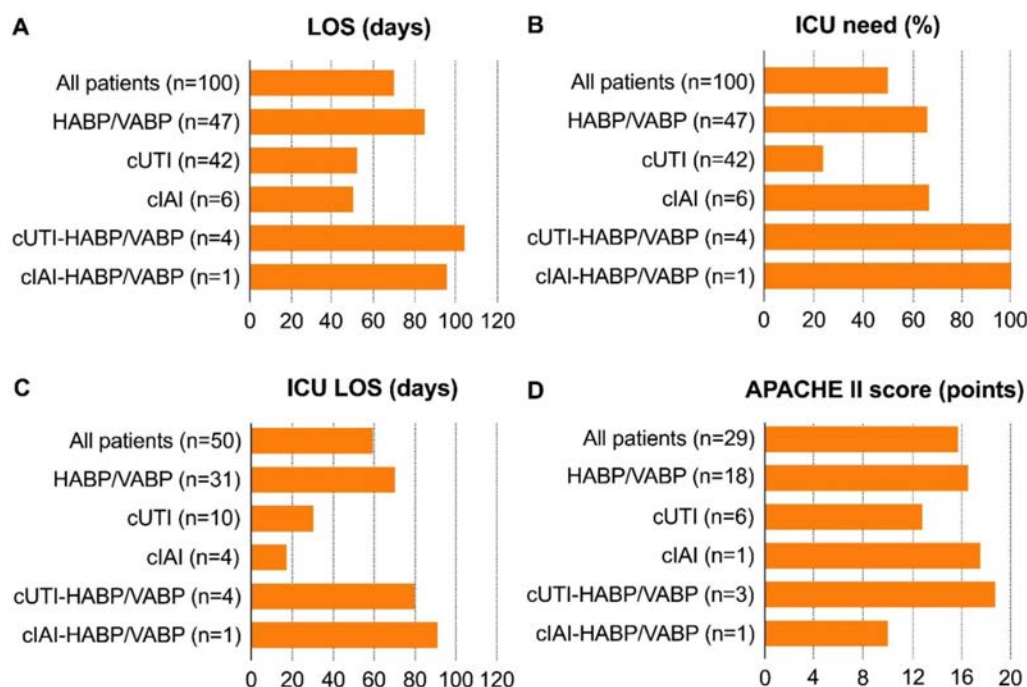 A
LOS (days)
All patients (n=100)
HABP/VABP (n=47)
cUTI (n=42)
cIAI (n=6)
cUTI-HABP/VABP (n=4)
cIAI-HABP/VABP (n=1)
0 20 40 60 80 100 120
B
ICU need (%)
All patients (n=100)
HABP/VABP (n=47)
cUTI (n=42)
cIAI (n=6)
cUTI-HABP/VABP (n=4)
cIAI-HABP/VABP (n=1)
0 20 40 60 80 100
C
ICU LOS (days)
All patients (n=50)
HABP/VABP (n=31)
cUTI (n=10)
cIAI (n=4)
cUTI-HABP/VABP (n=4)
cIAI-HABP/VABP (n=1)
0 20 40 60 80 100 120
D
APACHE II score (points)
All patients (n=29)
HABP/VABP (n=18)
cUTI (n=6)
cIAI (n=1)
cUTI-HABP/VABP (n=3)
cIAI-HABP/VABP (n=1)
0 4 8 12 16 20